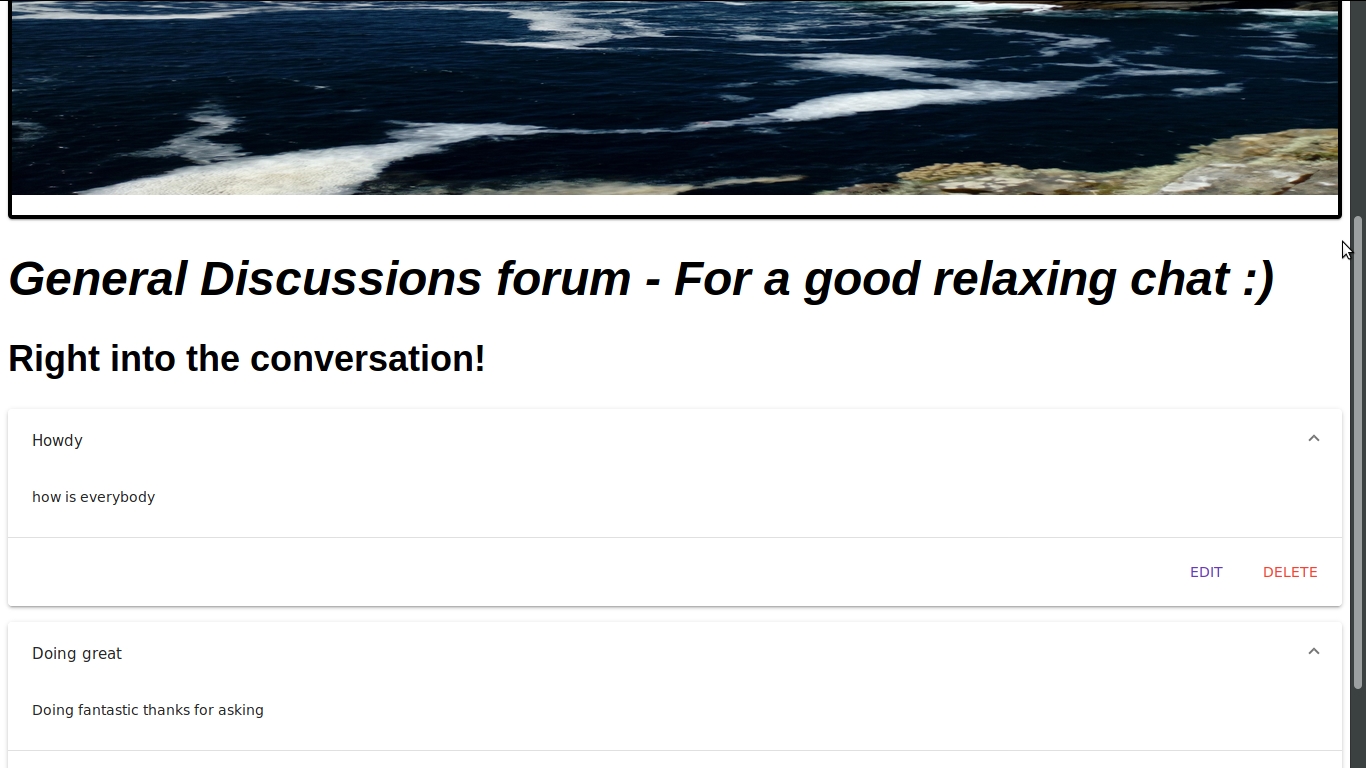 General Discussions forum - For a good relaxing chat :)
Right into the conversation!
Howdy
how is everybody
EDIT DELETE
Doing great
Doing fantastic thanks for asking